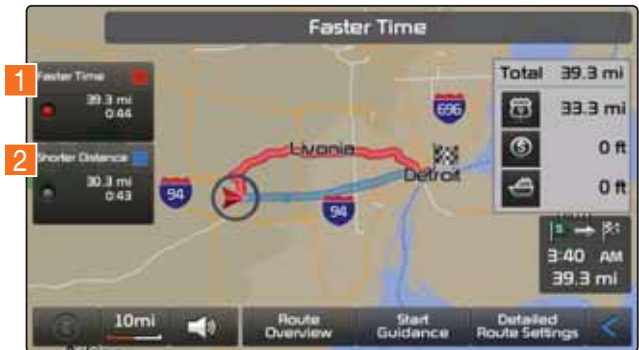 Faster Time
1
Faster Time
39.3 mi
0:44
2
Shorter Distance
30.3 mi
0:43
696
Livonia
Detroit
94
94
Total 39.3 mi
33.3 mi
0 ft
0 ft
S
3:40 AM
39.3 mi
10mi
Route Overview
Start Guidance
Detailed Route Settings